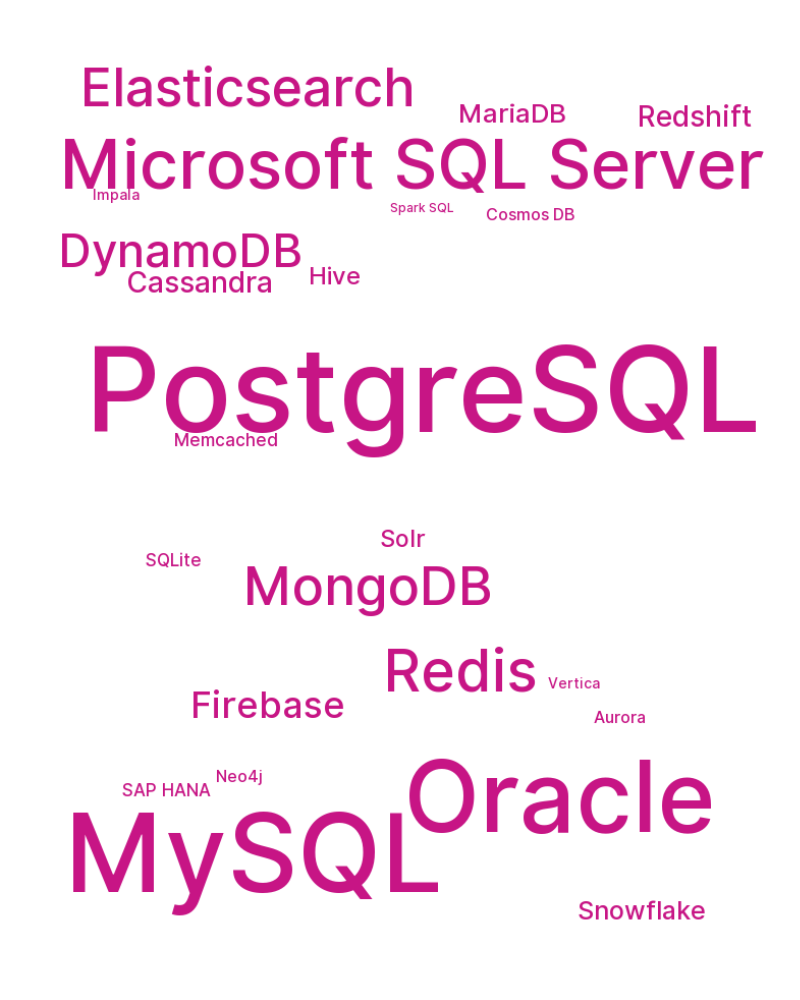 Elasticsearch
MariaDB
Redshift
Microsoft SQL Server
Impala
Spark SQL
Cosmos DB
DynamoDB
Cassandra
Hive
PostgreSQL
Memcached
Solr
SQLite
MongoDB
Redis
Vertica
Firebase
Aurora
Neo4j
SAP HANA
Oracle
MySQL
Snowflake